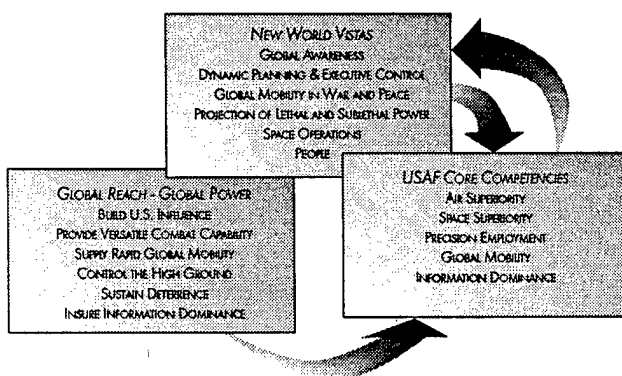 NEW WORLD VISTAS
GLOBAL AWARENESS
DYNAMIC PLANNING & EXECUTIVE CONTROL
GLOBAL MOBILITY IN WAR AND PEACE
PROJECTION OF LETHAL AND SUBLETHAL POWER
SPACE OPERATIONS
PEOPLE
GLOBAL REACH - GLOBAL POWER
BUILD U.S. INFLUENCE
PROVIDE VERSATILE COMBAT CAPABILITY
SUPPLY RAPID GLOBAL MOBILITY
CONTROL THE HIGH GROUND
SUSTAIN DETERRENCE
INSURE INFORMATION DOMINANCE
USAF CORE COMPETENCIES
AIR SUPERIORITY
SPACE SUPERIORITY
PRECISION EMPLOYMENT
GLOBAL MOBILITY
INFORMATION DOMINANCE